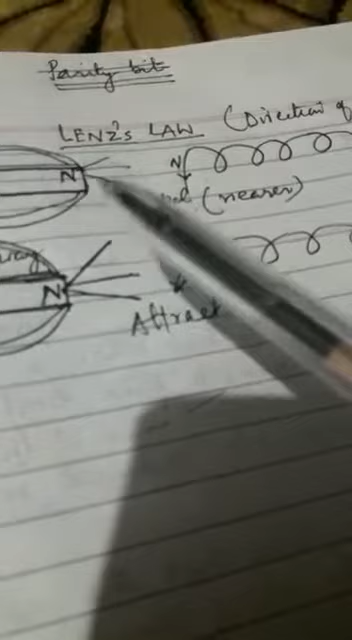 Parity bit
LENZ'S LAW (Direction of
N N
(nearer)
N
Attract